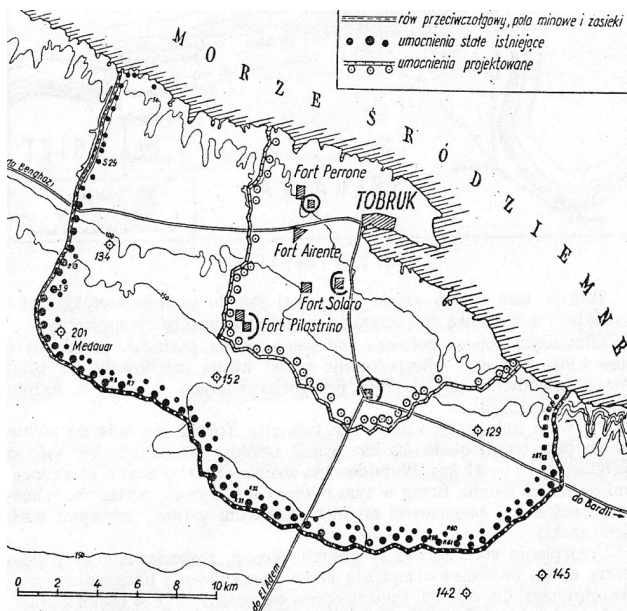 rów przeciwczołgowy, pola minowe i zasieki
umocnienia stałe istniejące
umocnienia projektowane
MORZE ŚRÓDZIEMNE
do Benghazi
S 25
Fort Perrone
TOBRUK
134
Fort Airente
Fort Solaro
Fort Pilastrino
201
Medauar
152
129
do Bardii
do El Adem
145
142
0 2 4 6 8 10 km